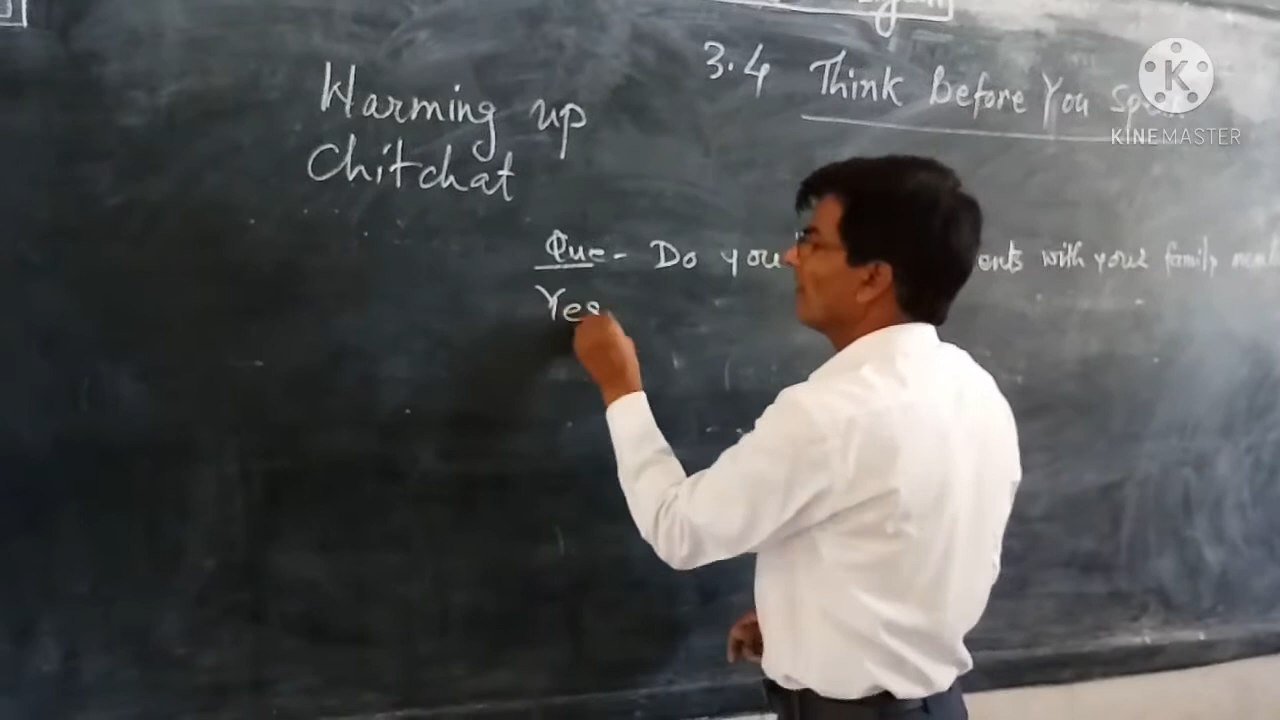 3.4 Think Before You
Warming up
Chitchat
Que- Do you with your family
Yes
KINEMASTER